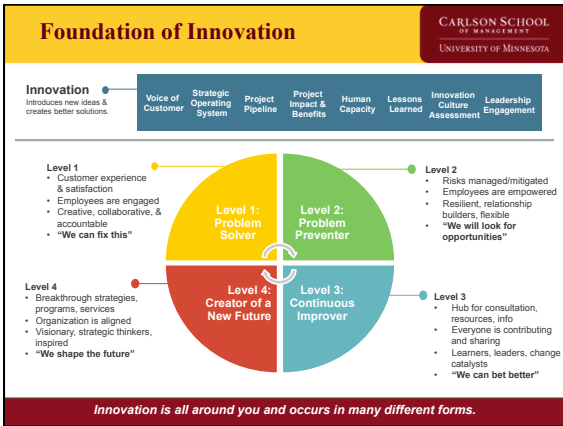 Foundation of Innovation
CARLSON SCHOOL
OF MANAGEMENT
UNIVERSITY OF MINNESOTA
Innovation
Introduces new ideas &
creates better solutions.
Voice of
Customer
Strategic
Operating
System
Project
Pipeline
Project
Impact &
Benefits
Human
Capacity
Lessons
Learned
Innovation
Culture
Assessment
Leadership
Engagement
Level 1
• Customer experience
& satisfaction
• Employees are engaged
• Creative, collaborative, &
accountable
• “We can fix this”
Level 1:
Problem
Solver
Level 2:
Problem
Preventer
Level 2
• Risks managed/mitigated
• Employees are empowered
• Resilient, relationship
builders, flexible
• “We will look for
opportunities”
Level 4
• Breakthrough strategies,
programs, services
• Organization is aligned
• Visionary, strategic thinkers,
inspired
• “We shape the future”
Level 4:
Creator of a
New Future
Level 3:
Continuous
Improver
Level 3
• Hub for consultation,
resources, info
• Everyone is contributing
and sharing
• Learners, leaders, change
catalysts
• “We can bet better”
Innovation is all around you and occurs in many different forms.